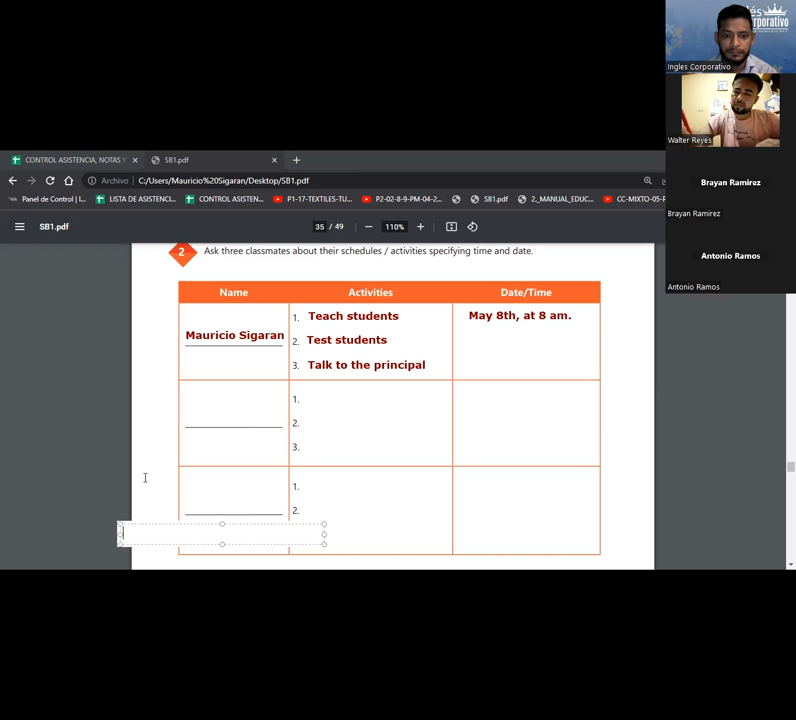 lés
orporativo
Ingles Corporativo
Walter Reyes
Brayan Ramirez
Brayan Ramirez
Antonio Ramos
Antonio Ramos
CONTROL ASISTENCIA, NOTAS Y
SB1.pdf
Archivo C:/Users/Mauricio%20Sigaran/Desktop/SB1.pdf
Panel de Control | I...
LISTA DE ASISTENCI...
CONTROL ASISTEN...
P1-17-TEXTILES-TU...
P2-02-8-9-PM-04-2...
SB1.pdf
2._MANUAL_EDUC...
CC-MIXTO-05-F
SB1.pdf
35 / 49
110%
2 Ask three classmates about their schedules / activities specifying time and date.
Name Activities Date/Time
1. Teach students May 8th, at 8 am.
Mauricio Sigaran 2. Test students
3. Talk to the principal
1.
2.
3.
1.
2.